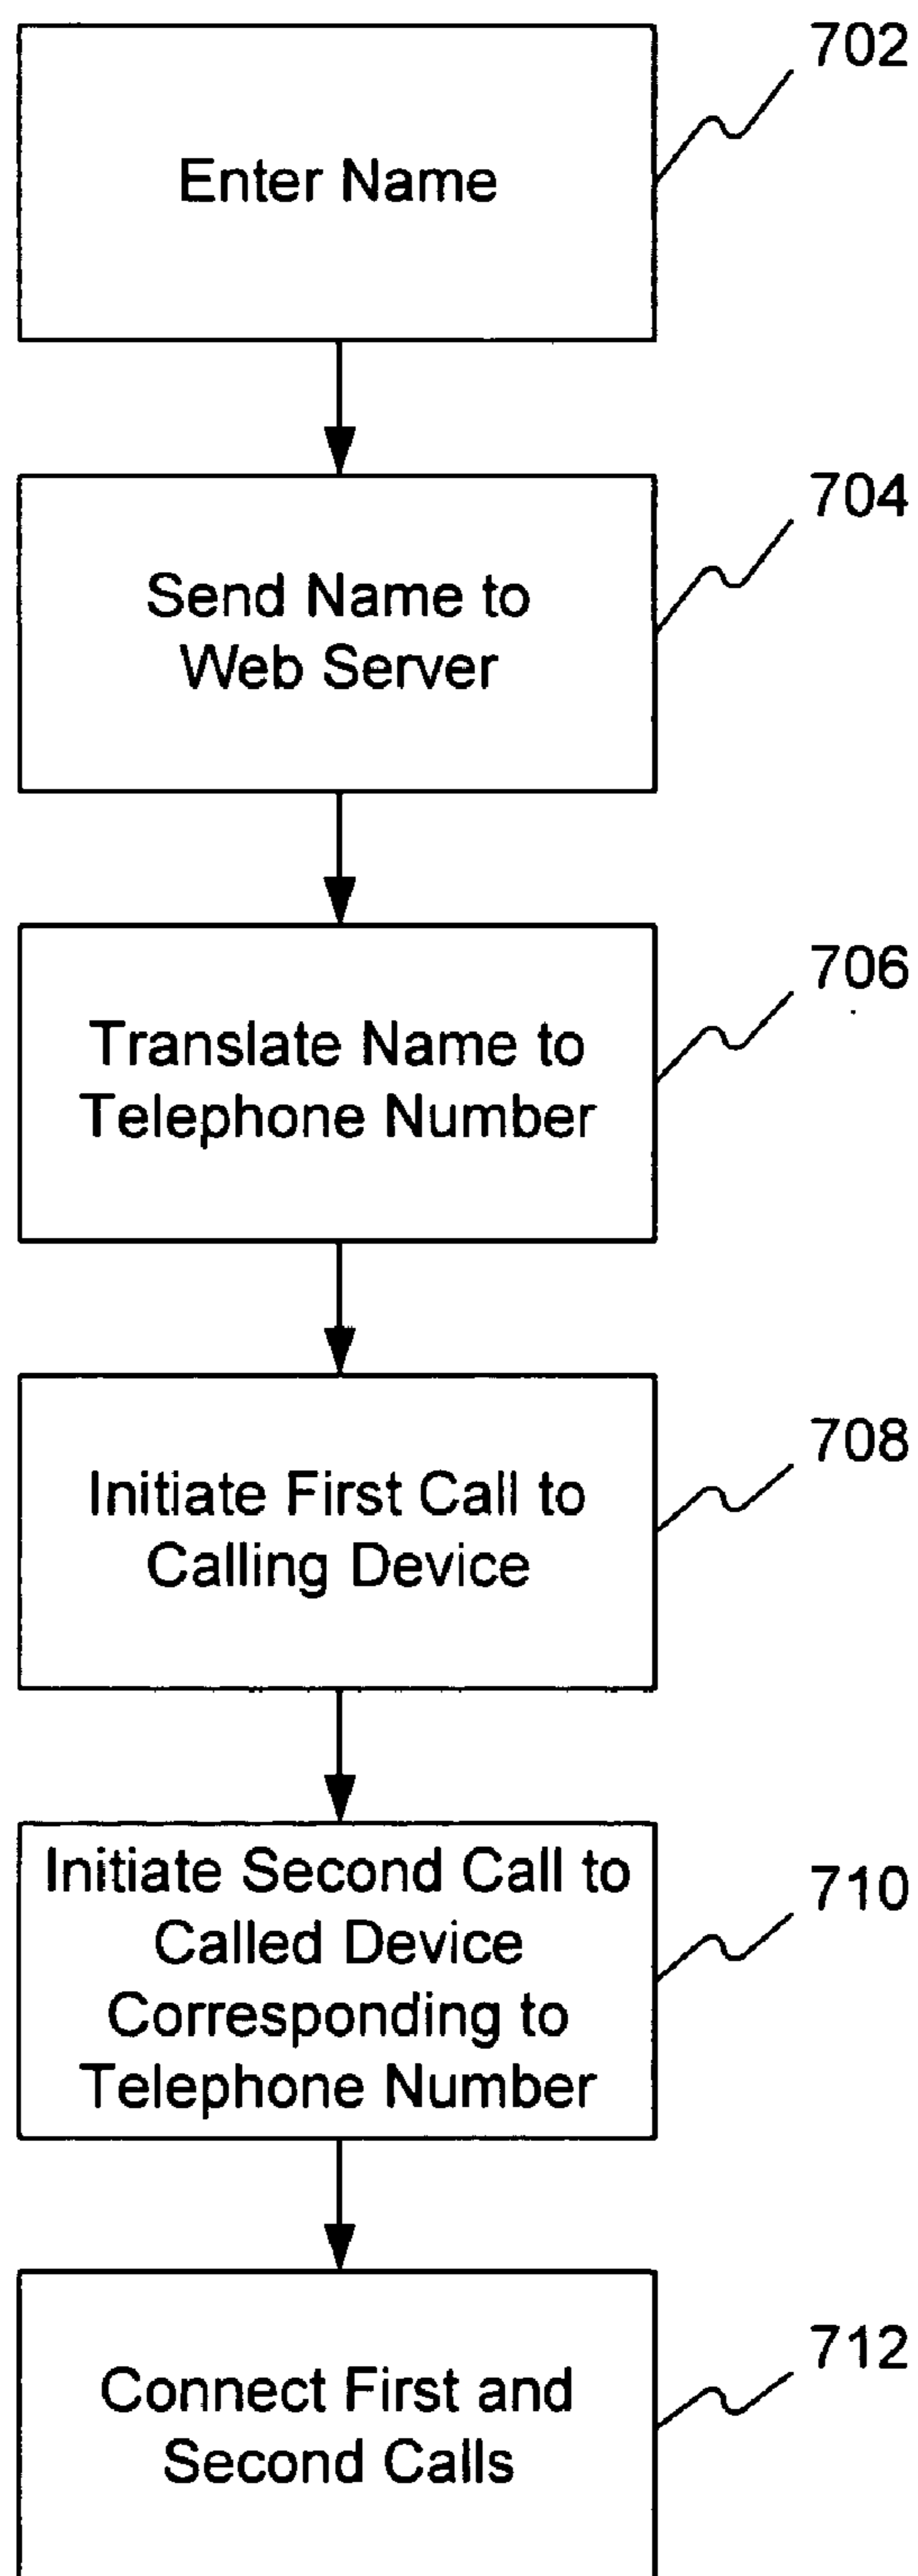 702
Enter Name
704
Send Name to
Web Server
706
Translate Name to
Telephone Number
708
Initiate First Call to
Calling Device
710
Initiate Second Call to
Called Device
Corresponding to
Telephone Number
712
Connect First and
Second Calls